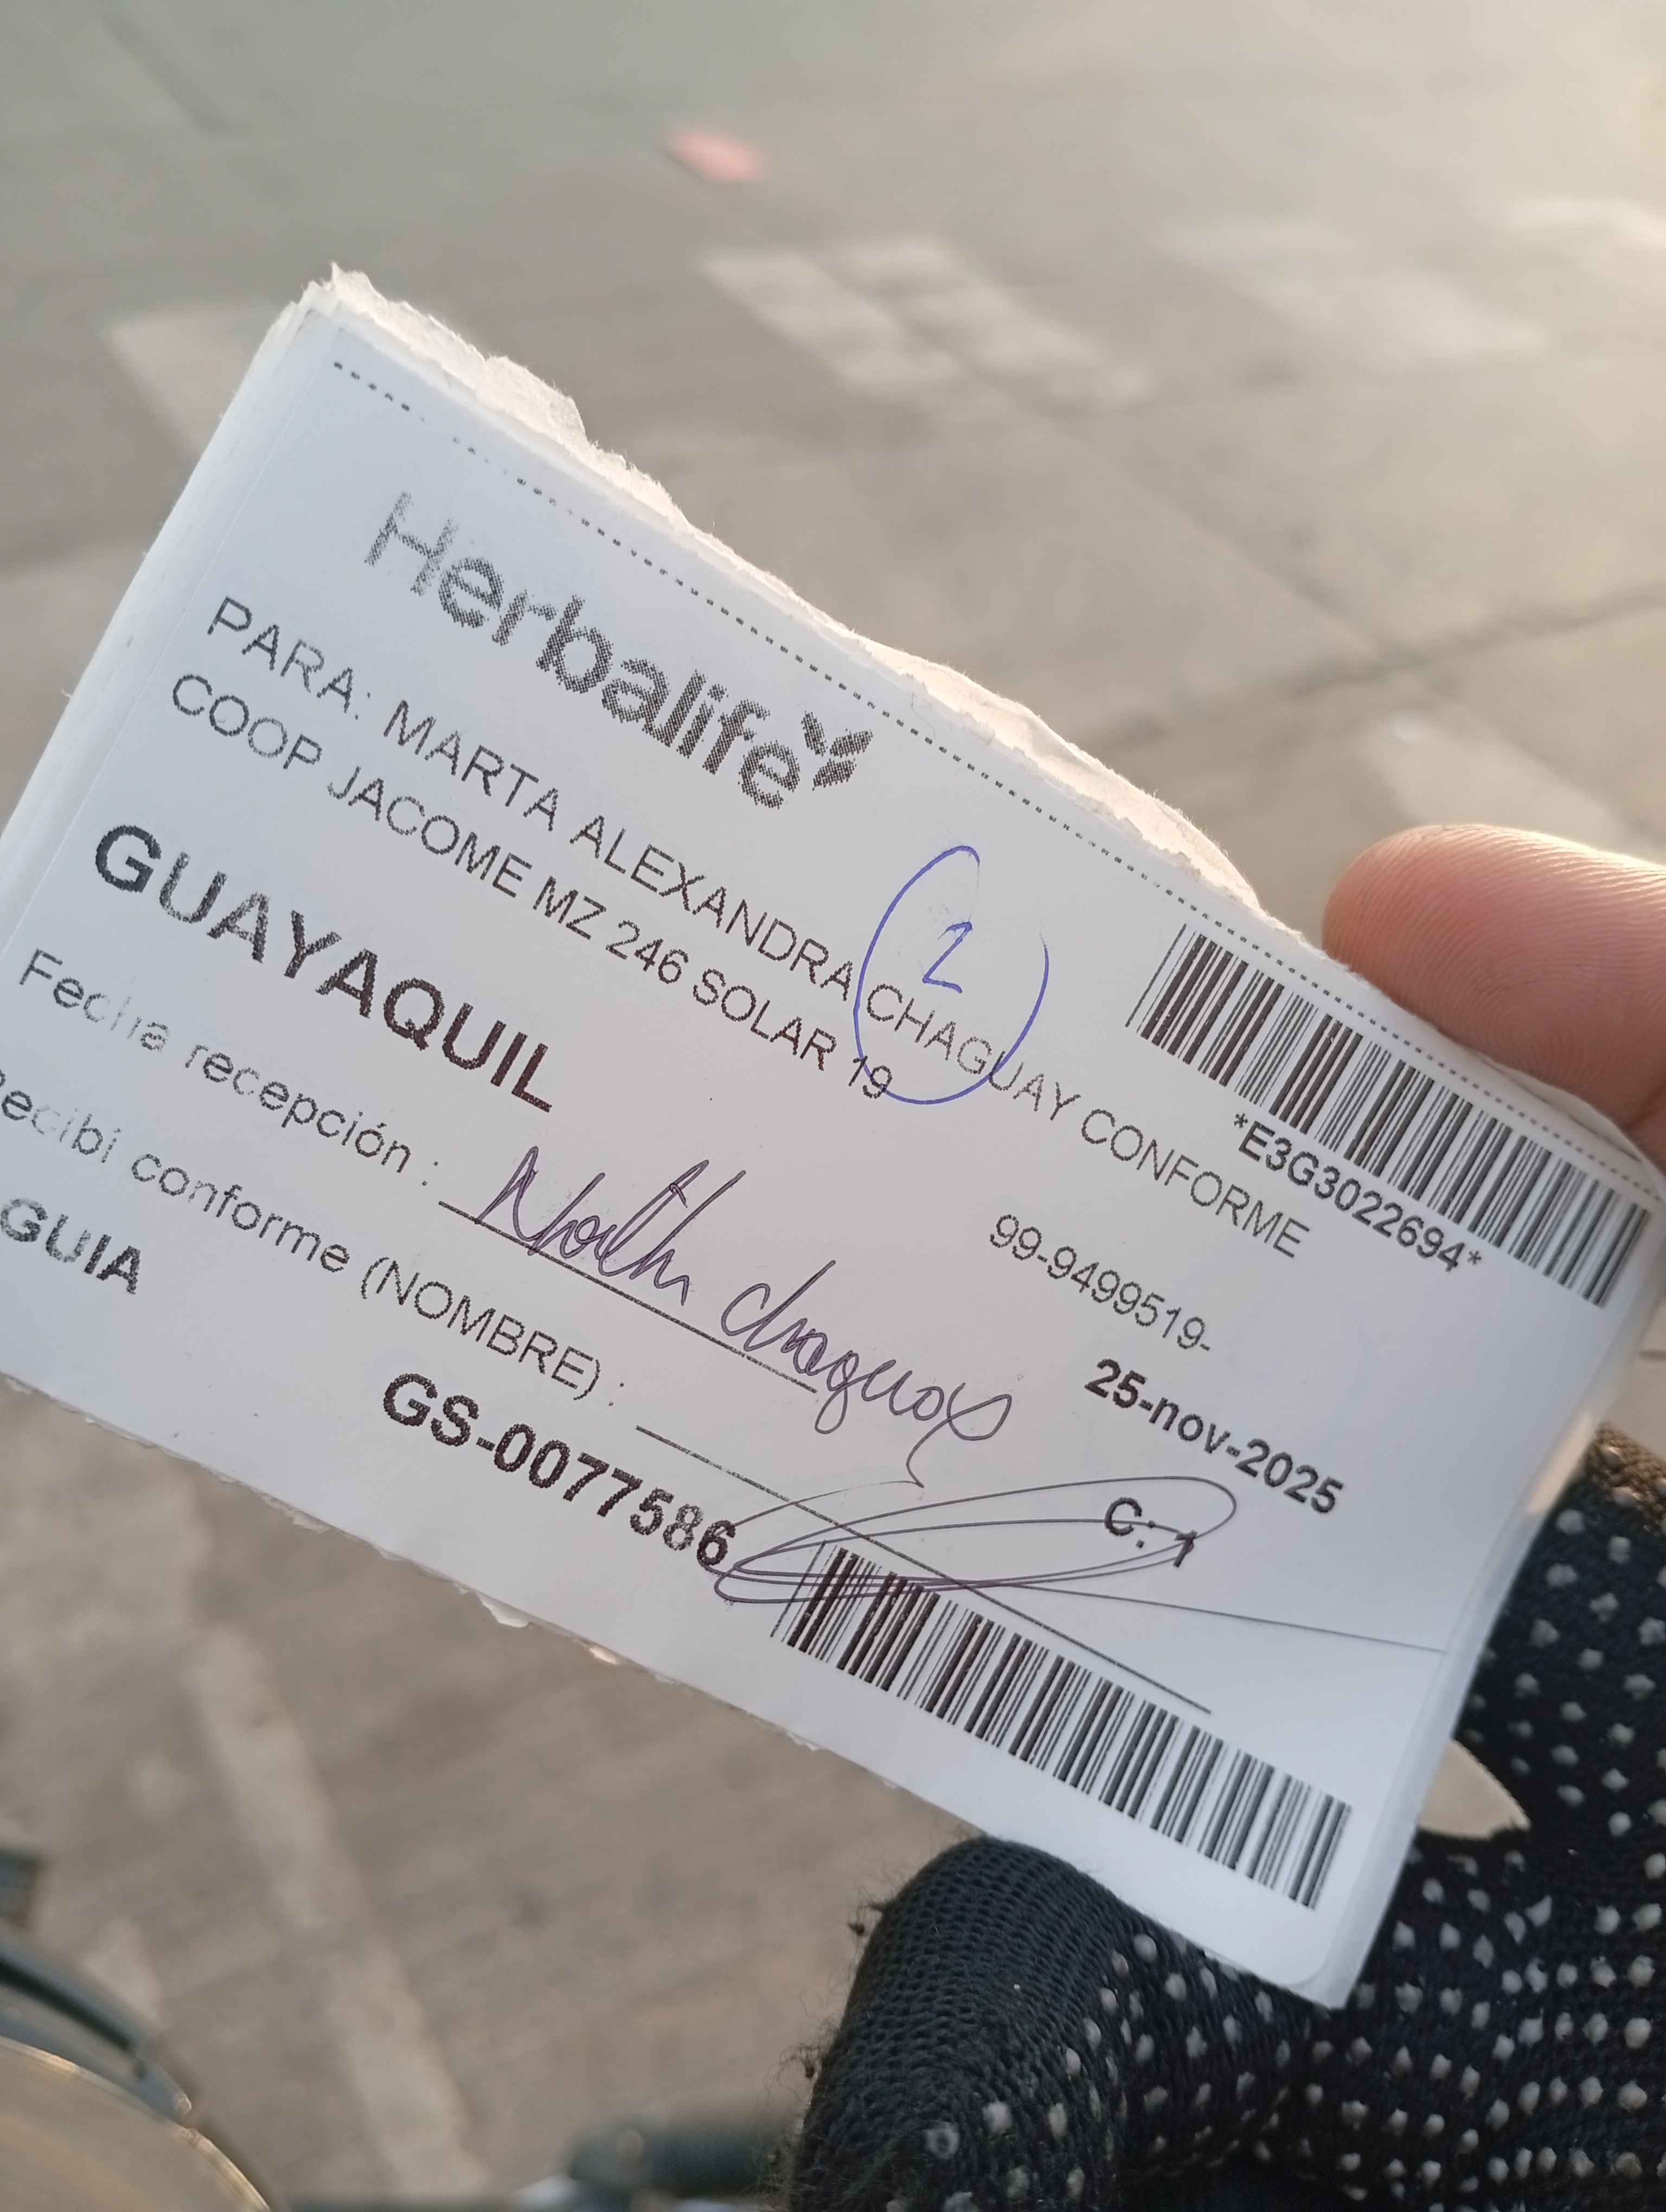 Herbalife
*E3G3022694*
PARA: MARTA ALEXANDRA CHAGUAY CONFORME
2
COOP JACOME MZ 246 SOLAR 19
99-9499519-
GUAYAQUIL
25-nov-2025
Fecha recepción :
C: 1
Recibí conforme (NOMBRE) :
GUIA
GS-0077586